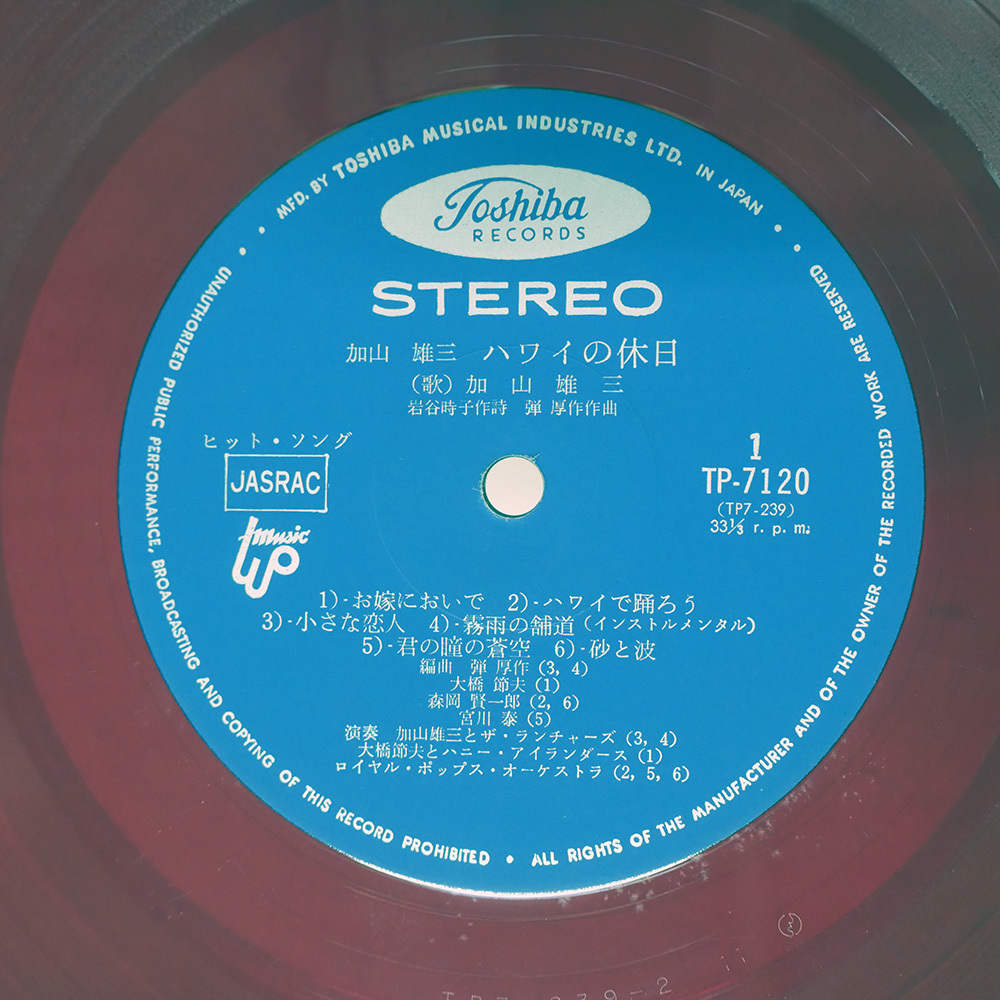 MFD. BY TOSHIBA MUSICAL INDUSTRIES LTD. IN JAPAN
Toshiba
RECORDS
STEREO
加山 雄三 ハワイの休日
(歌) 加 山 雄 三
岩谷時子作詩 弾 厚作作曲
ヒット・ソング
JASRAC
music
up
1
TP-7120
(TP7-239)
33⅓ r. p. m.
1)-お嫁においで 2)-ハワイで踊ろう
3)-小さな恋人 4)-霧雨の舗道 (インストルメンタル)
5)-君の瞳の蒼空 6)-砂と波
編曲 弾 厚作 (3, 4)
大橋 節夫 (1)
森岡 賢一郎 (2, 6)
宮川 泰 (5)
演奏 加山雄三とザ・ランチャーズ (3, 4)
大橋節夫とハニー・アイランダース (1)
ロイヤル・ポップス・オーケストラ (2, 5, 6)
UNAUTHORIZED PUBLIC PERFORMANCE, BROADCASTING AND COPYING OF THIS RECORD PROHIBITED • ALL RIGHTS OF THE MANUFACTURER AND OF THE OWNER OF THE RECORDED WORK ARE RESERVED